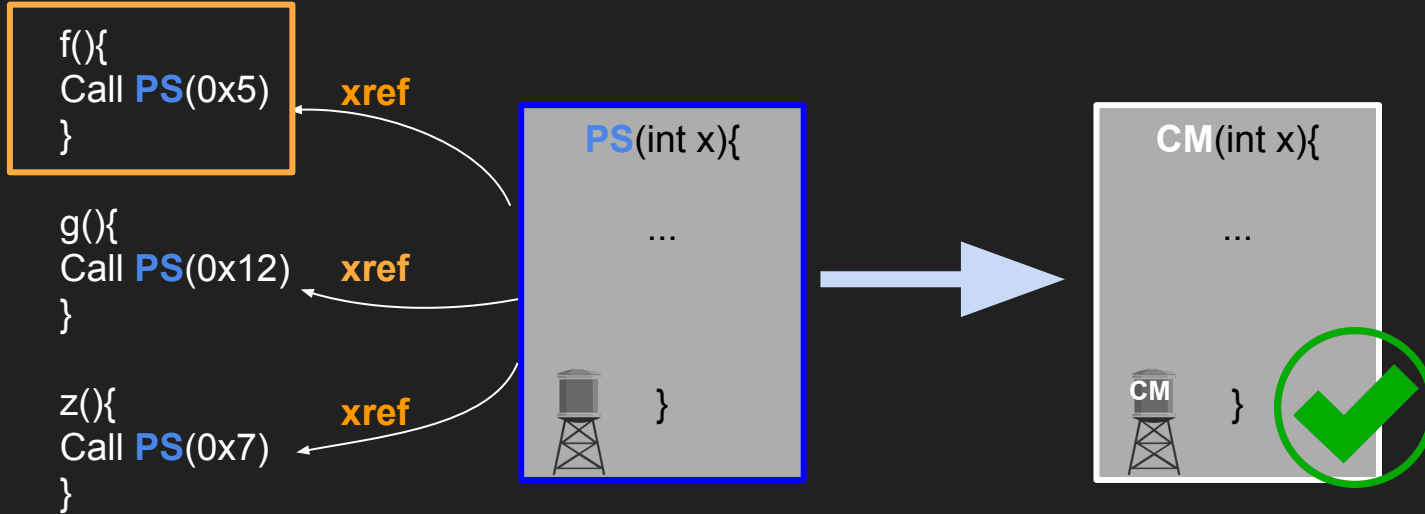 f(){
Call PS(0x5)
}
xref
g(){
Call PS(0x12)
}
xref
z(){
Call PS(0x7)
}
xref
PS(int x){
...
}
CM(int x){
...
CM
}